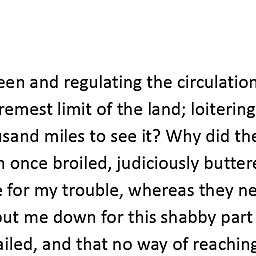 een and regulating the circulation
remest limit of the land; loitering
usand miles to see it? Why did the
n once broiled, judiciously buttere
e for my trouble, whereas they ne
out me down for this shabby part
ailed, and that no way of reaching